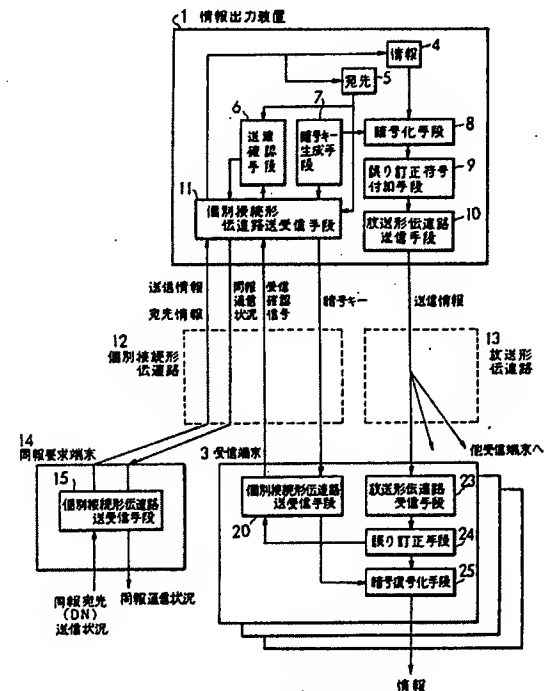 1 情報出力装置
情報 4
宛先 5
6
送達
確認
手段
7
暗号キー
生成手
段
暗号化手段 8
誤り訂正符号
付加手段 9
放送形伝達路
送信手段 10
11
個別接続形
伝達路送受信手段
送信情報
宛先情報
同報
通信
状況
受信
確認
信号
暗号キー
送信情報
12
個別接続形
伝達路
13
放送形
伝達路
他受信端末へ
14
同報要求端末
15
個別接続形伝達路
送受信手段
同報宛先
(DN)
送信状況
同報通信状況
3 受信端末
個別接続形伝達路
送受信手段
20
放送形伝達路
受信手段
23
誤り訂正手段 24
暗号復号化手段 25
情報